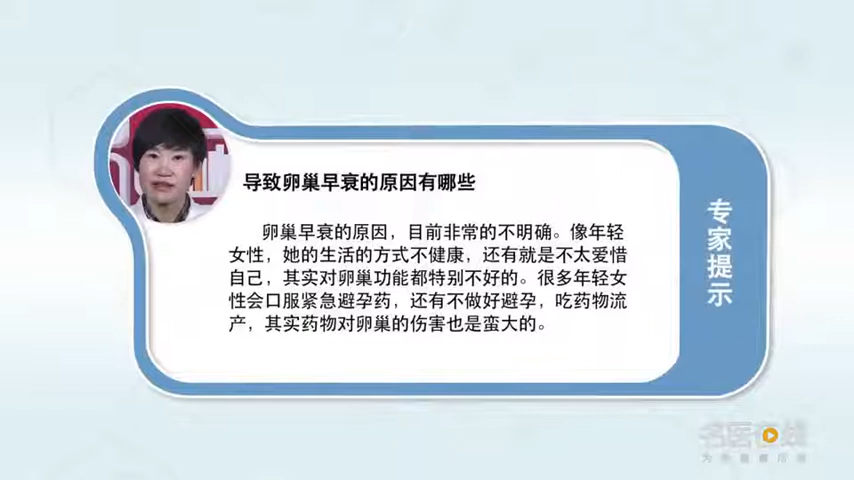 导致卵巢早衰的原因有哪些
卵巢早衰的原因，目前非常的不明确。像年轻
女性，她的生活的方式不健康，还有就是不太爱惜
自己，其实对卵巢功能都特别不好的。很多年轻女
性会口服紧急避孕药，还有不做好避孕，吃药物流
产，其实药物对卵巢的伤害也是蛮大的。
专家提示
名医在线